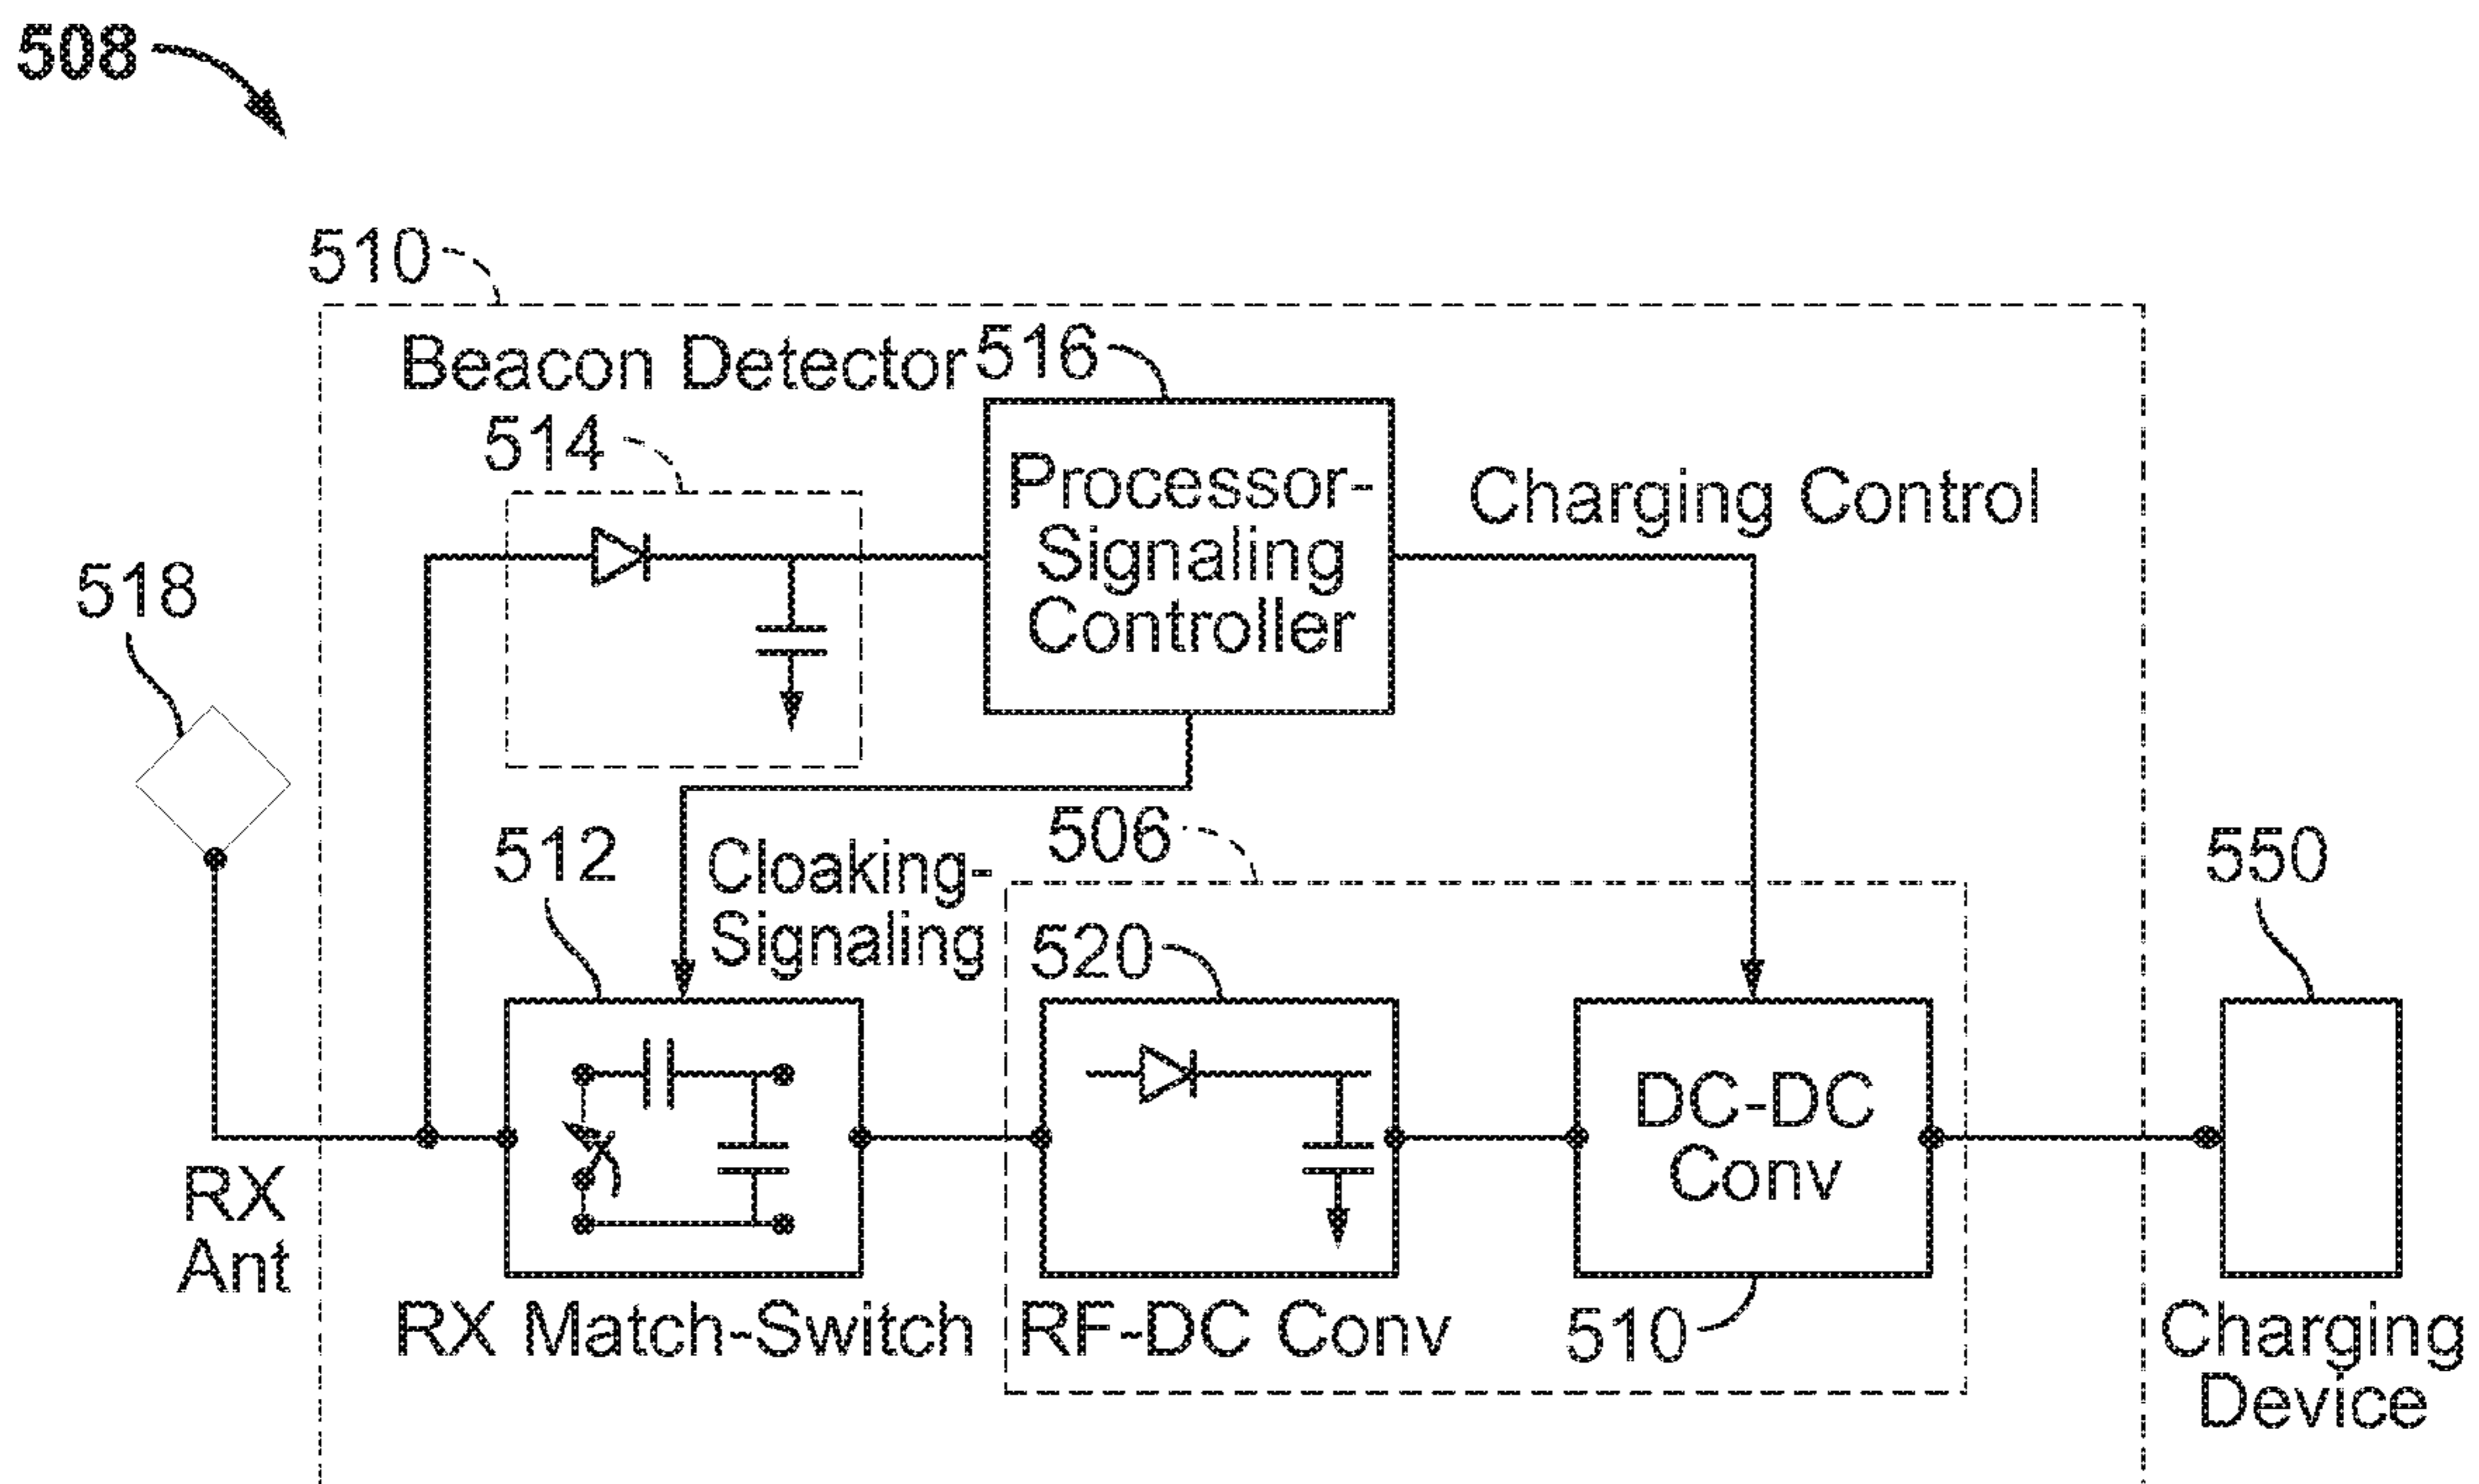 508
510
Beacon Detector
516
514
Processor-
Signaling
Controller
Charging Control
518
512
Cloaking-
Signaling
506
520
550
DC-DC
Conv
RX
Ant
RX Match-Switch
RF-DC Conv
510
Charging
Device